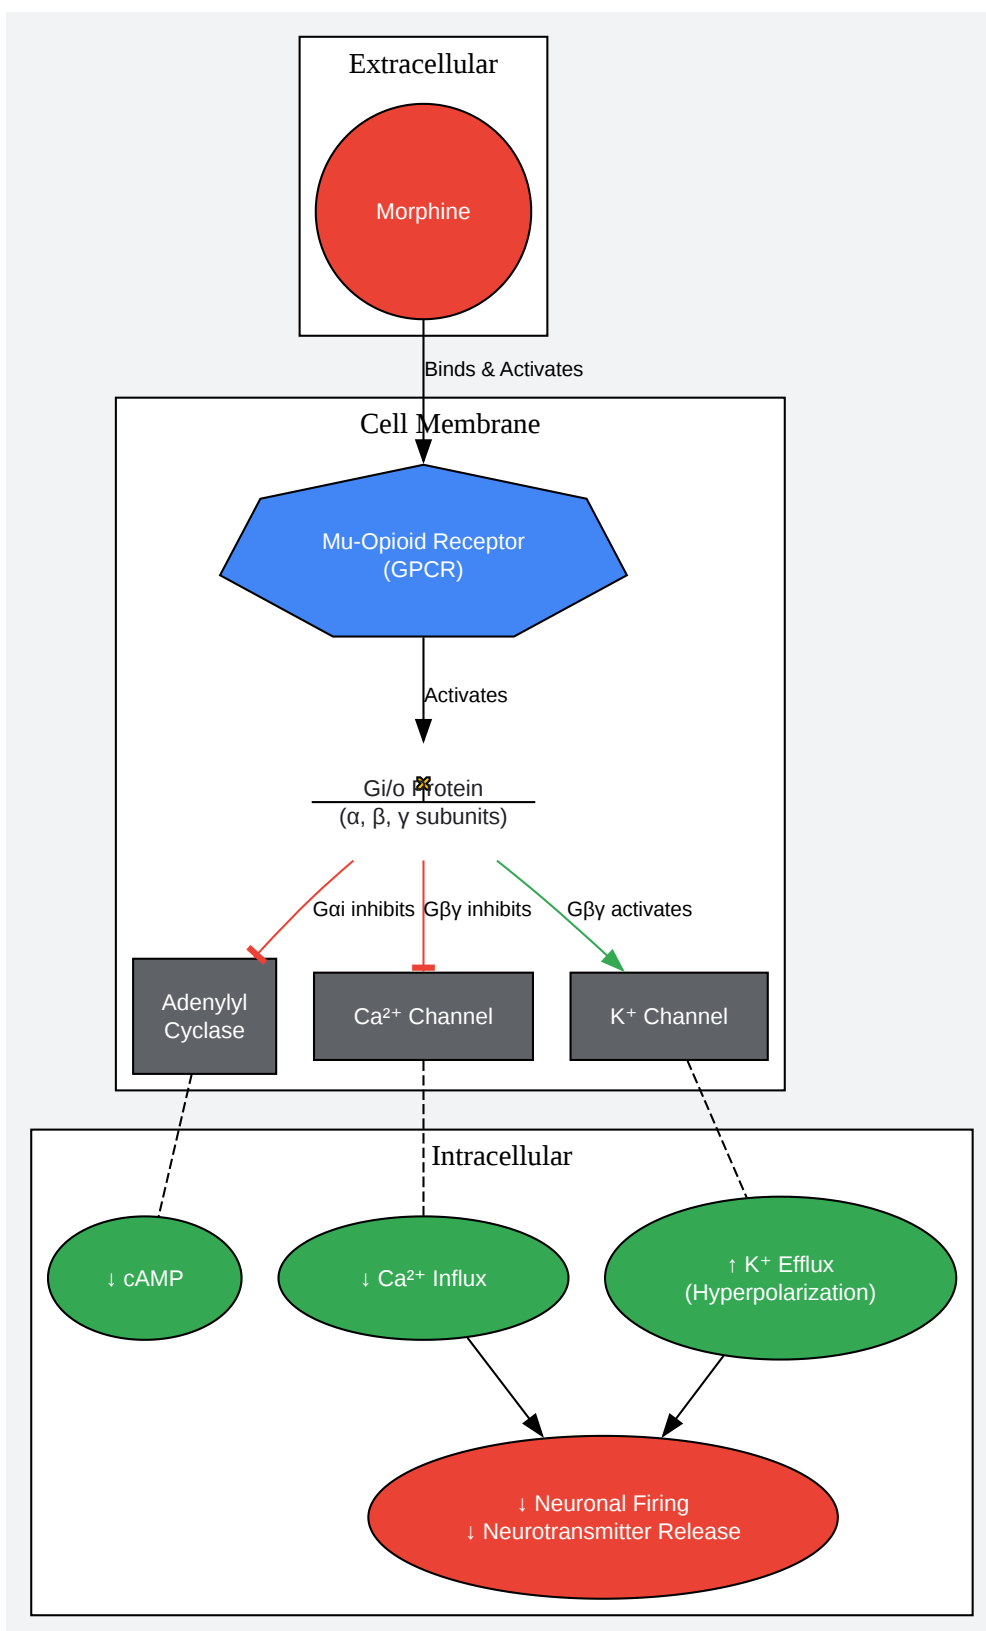 Extracellular
Morphine
Binds & Activates
Cell Membrane
Mu-Opioid Receptor
(GPCR)
Activates
Gi/o Protein
(α, β, γ subunits)
Gαi inhibits
Gβγ inhibits
Gβγ activates
Adenylyl
Cyclase
Ca²⁺ Channel
K⁺ Channel
Intracellular
↓ cAMP
↓ Ca²⁺ Influx
↑ K⁺ Efflux
(Hyperpolarization)
↓ Neuronal Firing
↓ Neurotransmitter Release